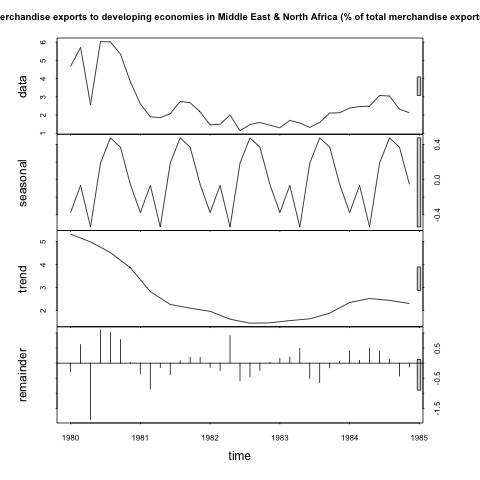 erchandise exports to developing economies in Middle East & North Africa (% of total merchandise export
data
1 2 3 4 5 6
seasonal
-0.4 0.0 0.4
trend
2 3 4 5
remainder
-1.5 -0.5 0.5
1980 1981 1982 1983 1984 1985
time